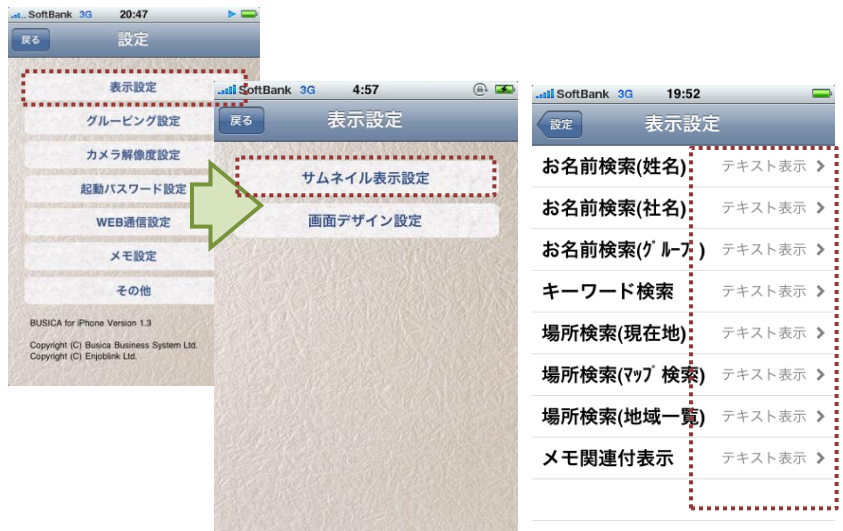 SoftBank 3G 20:47
戻る 設定
表示設定
グルーピング設定
カメラ解像度設定
起動パスワード設定
WEB通信設定
メモ設定
その他
BUSICA for iPhone Version 1.3
Copyright (C) Busica Business System Ltd.
Copyright (C) Enjoblink Ltd.
SoftBank 3G 4:57
戻る 表示設定
サムネイル表示設定
画面デザイン設定
SoftBank 3G 19:52
設定 表示設定
お名前検索(姓名) テキスト表示
お名前検索(社名) テキスト表示
お名前検索(ｸﾞﾙｰﾌﾟ) テキスト表示
キーワード検索 テキスト表示
場所検索(現在地) テキスト表示
場所検索(ﾏｯﾌﾟ検索) テキスト表示
場所検索(地域一覧) テキスト表示
メモ関連付表示 テキスト表示